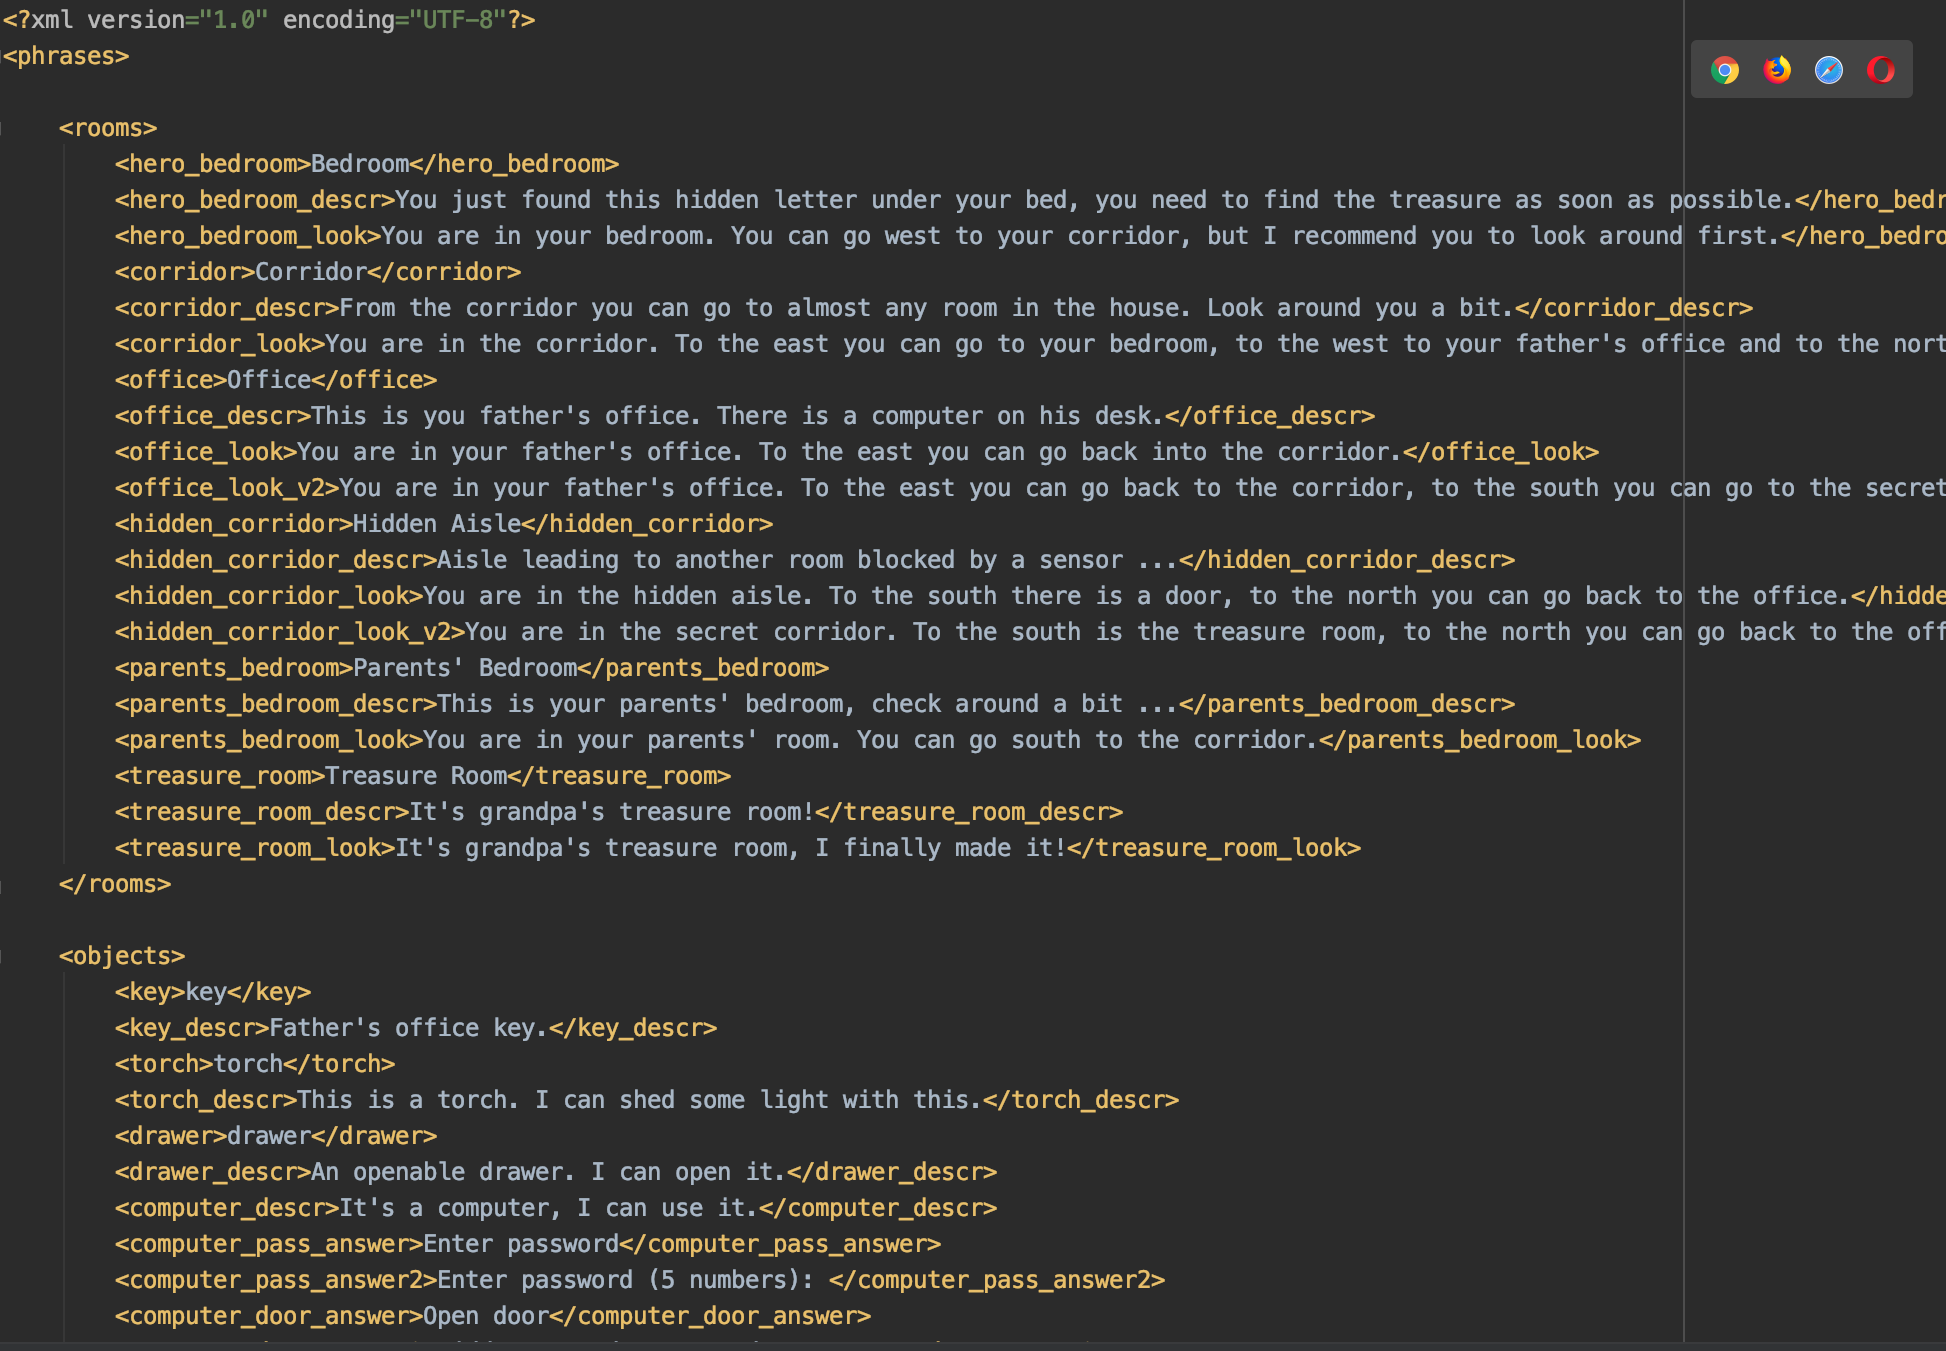 <?xml version="1.0" encoding="UTF-8"?>
<phrases>
<rooms>
<hero_bedroom>Bedroom</hero_bedroom>
<hero_bedroom_descr>You just found this hidden letter under your bed, you need to find the treasure as soon as possible.</hero_bedr
<hero_bedroom_look>You are in your bedroom. You can go west to your corridor, but I recommend you to look around first.</hero_bedro
<corridor>Corridor</corridor>
<corridor_descr>From the corridor you can go to almost any room in the house. Look around you a bit.</corridor_descr>
<corridor_look>You are in the corridor. To the east you can go to your bedroom, to the west to your father's office and to the nort
<office>Office</office>
<office_descr>This is you father's office. There is a computer on his desk.</office_descr>
<office_look>You are in your father's office. To the east you can go back into the corridor.</office_look>
<office_look_v2>You are in your father's office. To the east you can go back to the corridor, to the south you can go to the secret
<hidden_corridor>Hidden Aisle</hidden_corridor>
<hidden_corridor_descr>Aisle leading to another room blocked by a sensor ...</hidden_corridor_descr>
<hidden_corridor_look>You are in the hidden aisle. To the south there is a door, to the north you can go back to the office.</hidde
<hidden_corridor_look_v2>You are in the secret corridor. To the south is the treasure room, to the north you can go back to the off
<parents_bedroom>Parents' Bedroom</parents_bedroom>
<parents_bedroom_descr>This is your parents' bedroom, check around a bit ...</parents_bedroom_descr>
<parents_bedroom_look>You are in your parents' room. You can go south to the corridor.</parents_bedroom_look>
<treasure_room>Treasure Room</treasure_room>
<treasure_room_descr>It's grandpa's treasure room!</treasure_room_descr>
<treasure_room_look>It's grandpa's treasure room, I finally made it!</treasure_room_look>
</rooms>
<objects>
<key>key</key>
<key_descr>Father's office key.</key_descr>
<torch>torch</torch>
<torch_descr>This is a torch. I can shed some light with this.</torch_descr>
<drawer>drawer</drawer>
<drawer_descr>An openable drawer. I can open it.</drawer_descr>
<computer_descr>It's a computer, I can use it.</computer_descr>
<computer_pass_answer>Enter password</computer_pass_answer>
<computer_pass_answer2>Enter password (5 numbers): </computer_pass_answer2>
<computer_door_answer>Open door</computer_door_answer>